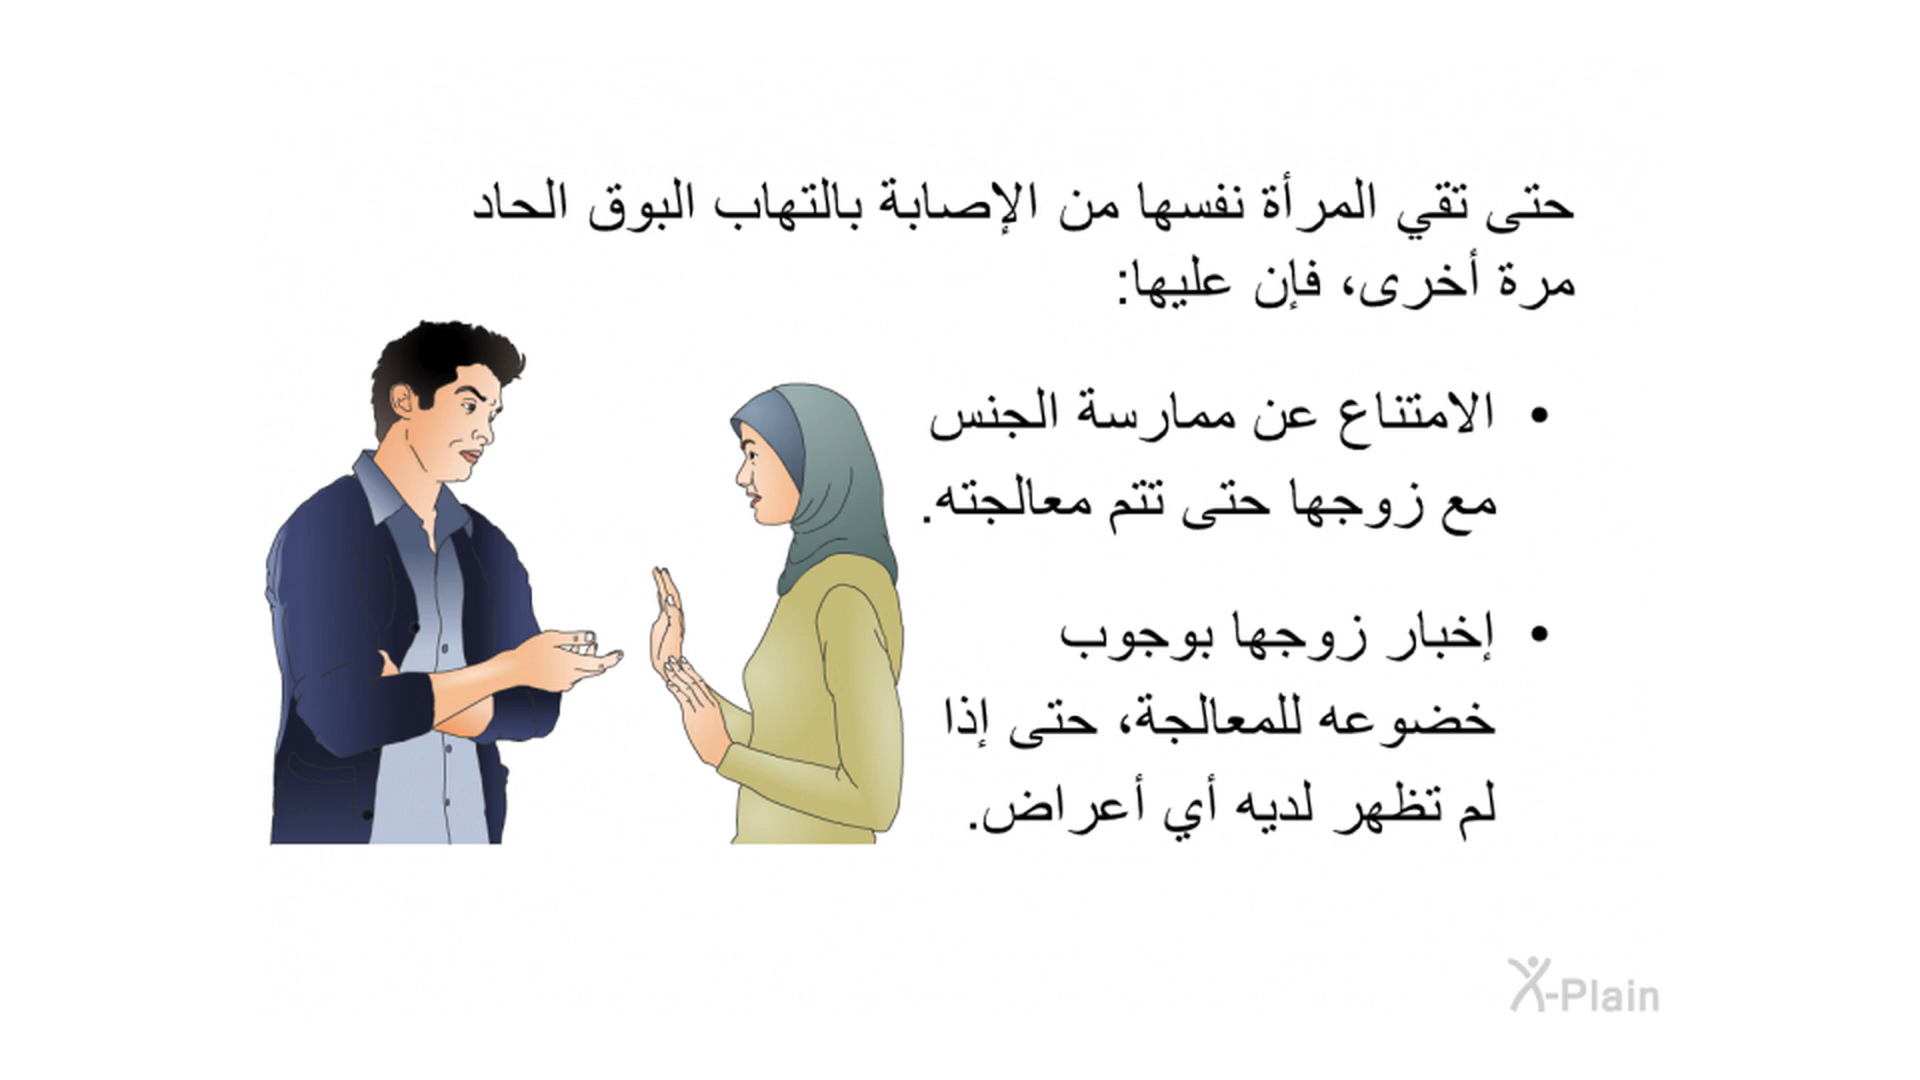 حتى تقي المرأة نفسها من الإصابة بالتهاب البوق الحاد
مرة أخرى، فإن عليها:
• الامتناع عن ممارسة الجنس
مع زوجها حتى تتم معالجته.
• إخبار زوجها بوجوب
خضوعه للمعالجة، حتى إذا
لم تظهر لديه أي أعراض.
X-Plain